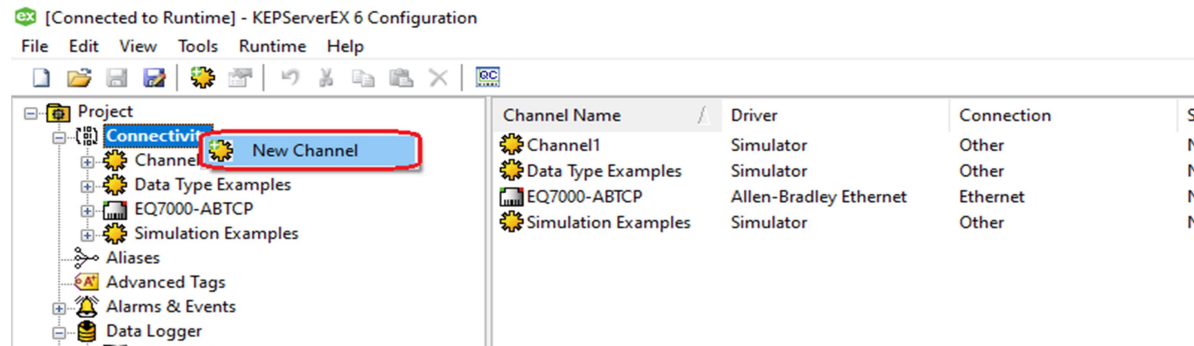 [Connected to Runtime] - KEPServerEX 6 Configuration
File Edit View Tools Runtime Help
QC
Project
Connectivity
New Channel
Channel
Data Type Examples
EQ7000-ABTCP
Simulation Examples
Aliases
Advanced Tags
Alarms & Events
Data Logger
Channel Name Driver Connection
Channel1 Simulator Other
Data Type Examples Simulator Other
EQ7000-ABTCP Allen-Bradley Ethernet Ethernet
Simulation Examples Simulator Other